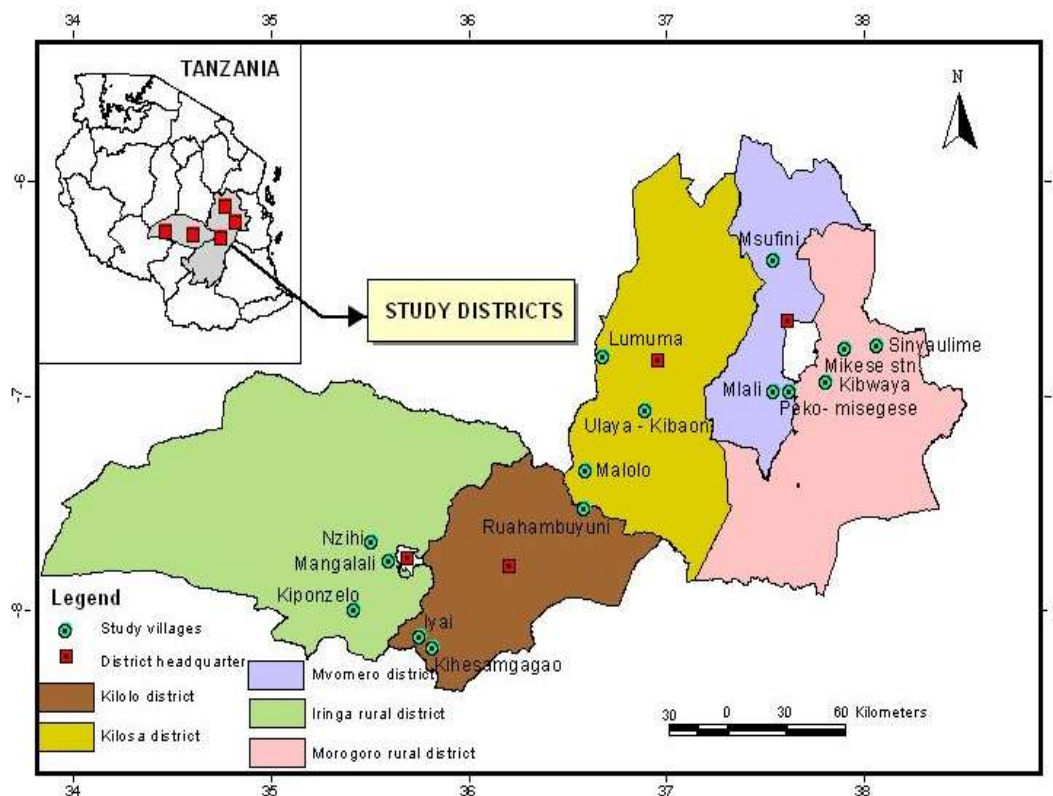 34 35 36 37 38
TANZANIA
N
-6
Msufini
STUDY DISTRICTS
Lumuma
Sinyaulime
Mikese stn
-7
Mlali
Kibwaya
Peko- misegese
Ulaya - Kibaoni
Malolo
Ruahambuyuni
Nzihi
Mangalali
Kiponzelo
-8
Iyai
Kihesamgagao
Legend
Study villages
District headquarter
Kilolo district
Kilosa district
Mvomero district
Iringa rural district
Morogoro rural district
30 0 30 60 Kilometers
34 35 36 37 38